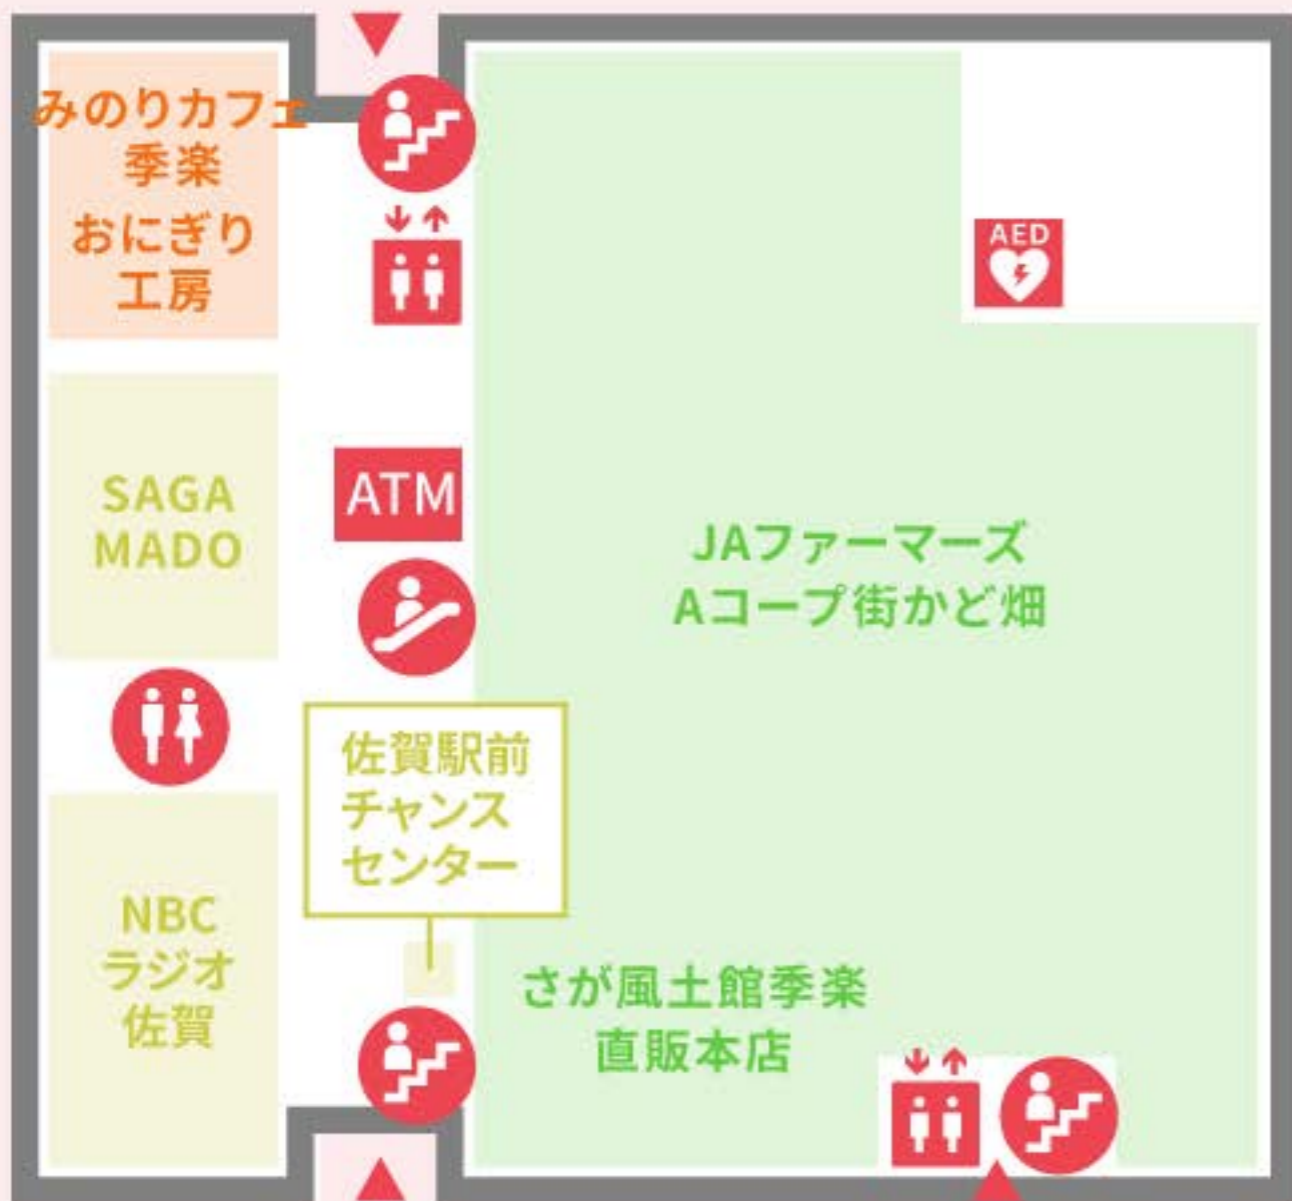 みのりカフェ
季楽
おにぎり
工房
AED
SAGA
MADO
ATM
JAファーマーズ
Aコープ街かど畑
佐賀駅前
チャンス
センター
NBC
ラジオ
佐賀
さが風土館季楽
直販本店